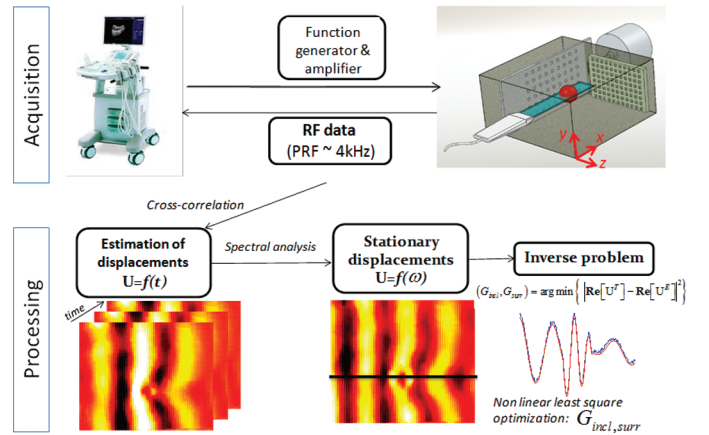 Acquisition
Function
generator &
amplifier
RF data
(PRF ~ 4kHz)
y
x
z
Cross-correlation
Processing
Estimation of
displacements
U=f(t)
Spectral analysis
Stationary
displacements
U=f(ω)
Inverse problem
(G_incl, G_surr) = arg min { |Re[U^T] − Re[U^E]|^2 }
time
Non linear least square
optimization: G_incl,surr